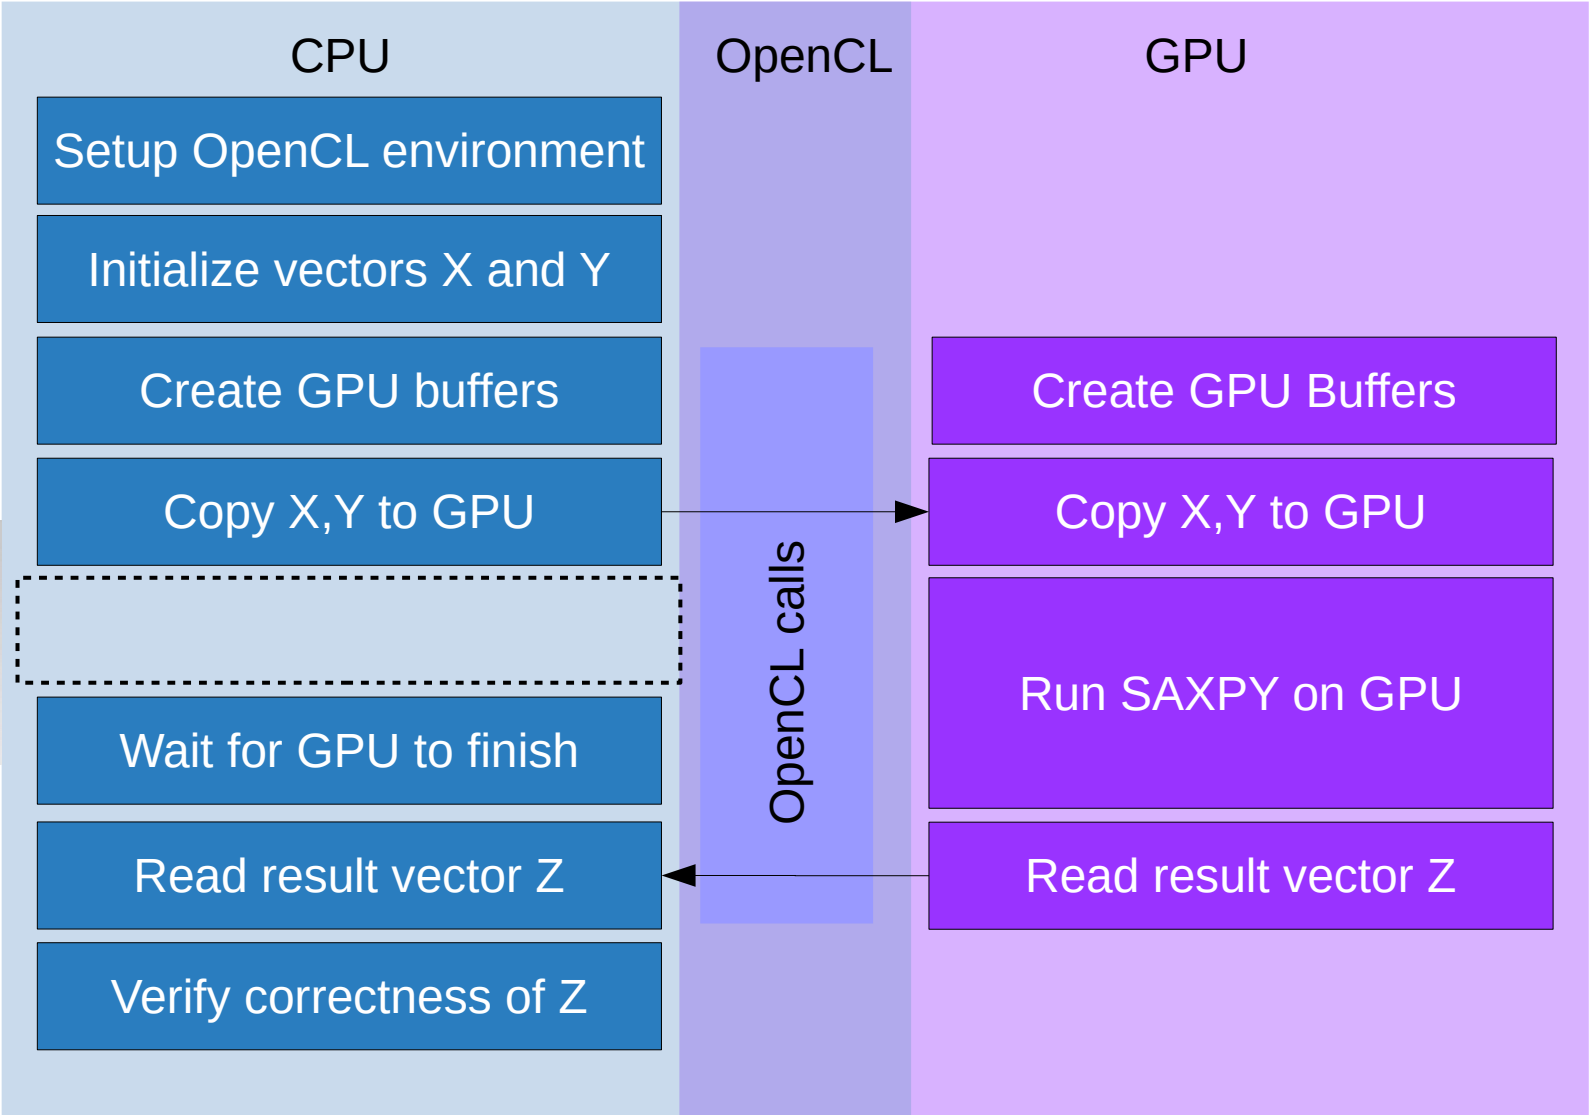 CPU
OpenCL
GPU
Setup OpenCL environment
Initialize vectors X and Y
Create GPU buffers
Create GPU Buffers
Copy X,Y to GPU
Copy X,Y to GPU
OpenCL calls
Run SAXPY on GPU
Wait for GPU to finish
Read result vector Z
Read result vector Z
Verify correctness of Z